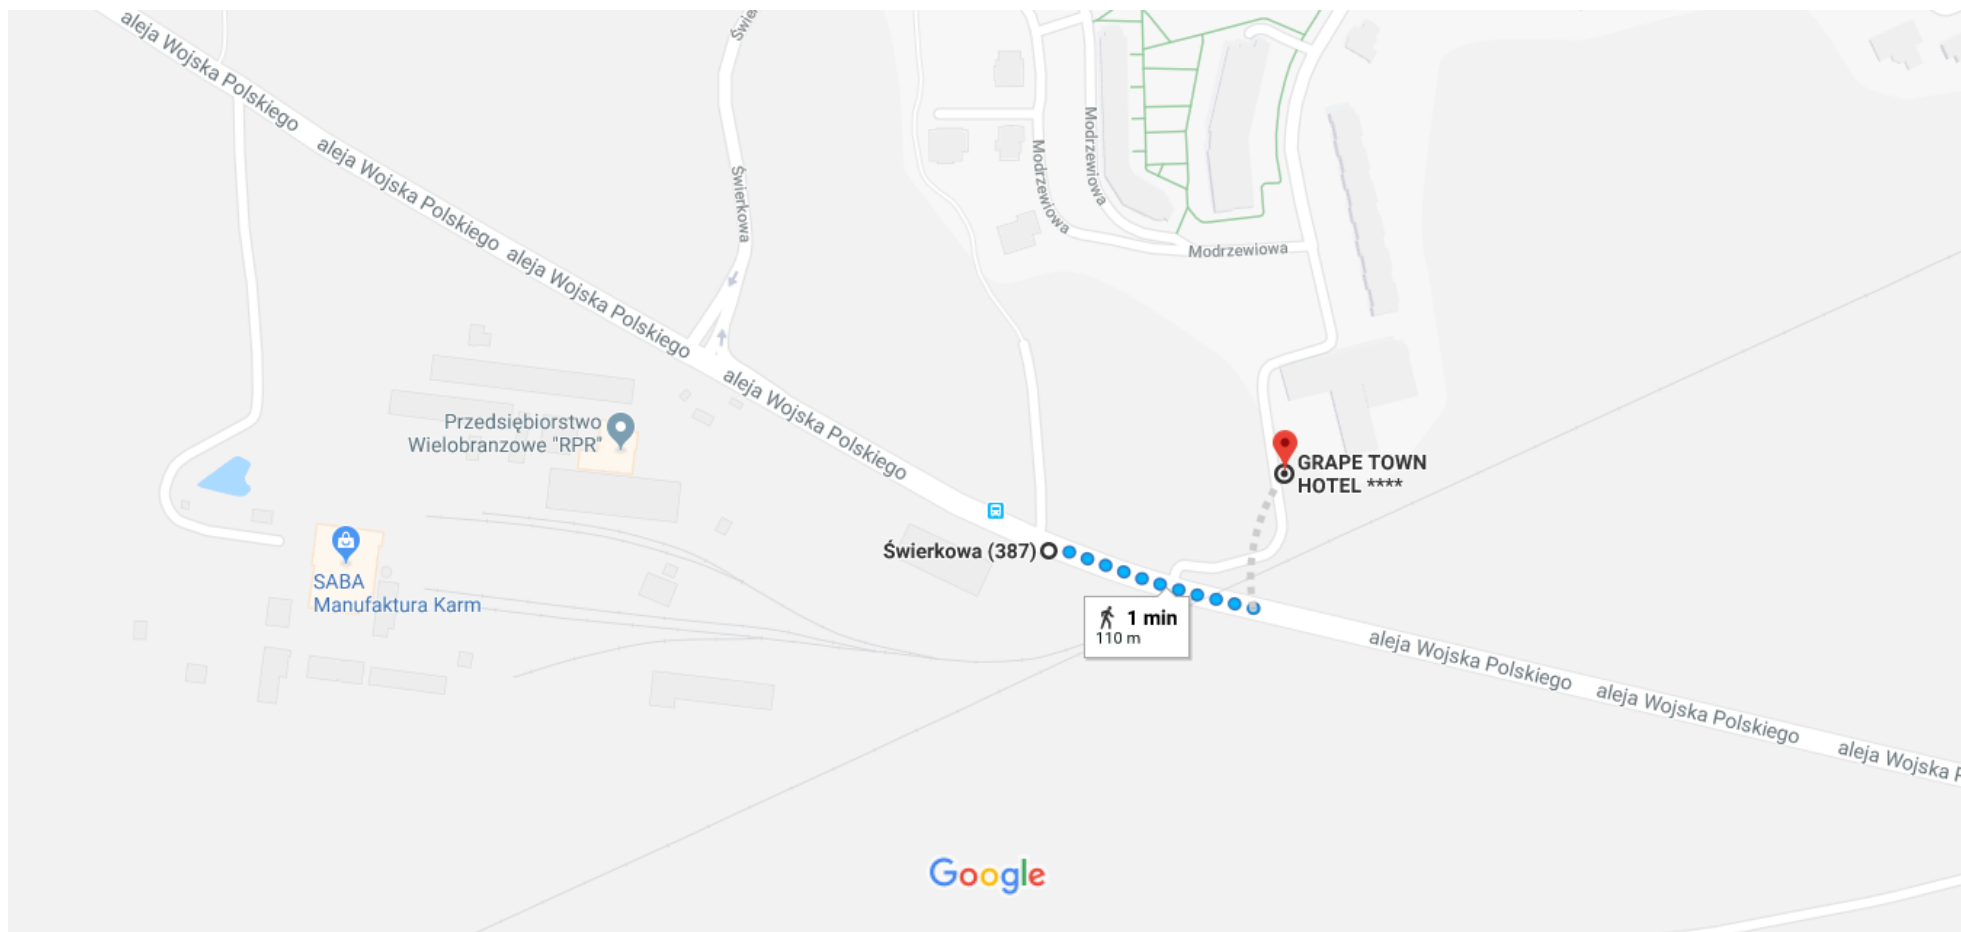 aleja Wojska Polskiego
aleja Wojska Polskiego
aleja Wojska Polskiego
aleja Wojska Polskiego
Świerkowa
Modrzewiowa
Modrzewiowa
Modrzewiowa
Przedsiębiorstwo
Wielobranzowe "RPR"
GRAPE TOWN
HOTEL ****
Świerkowa (387)
SABA
Manufaktura Karm
1 min
110 m
aleja Wojska Polskiego
aleja Wojska Polskiego
aleja Wojska P
Google